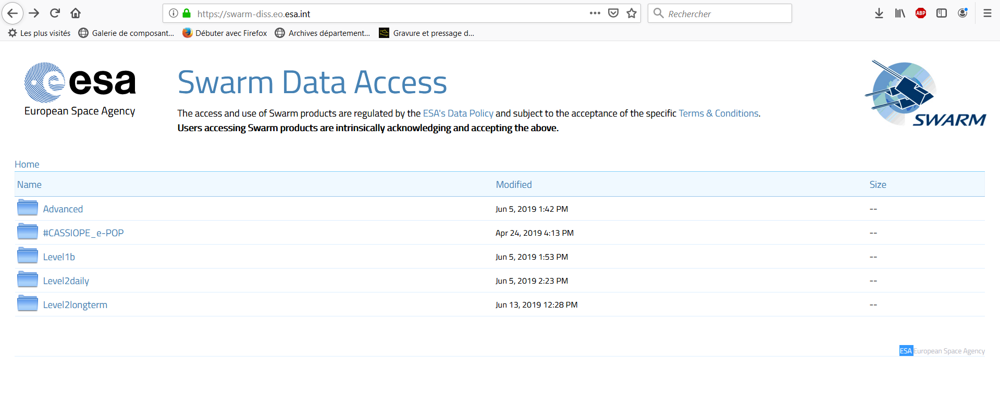 https://swarm-diss.eo.esa.int
Rechercher
ABP
Les plus visités
Galerie de composant...
Débuter avec Firefox
Archives département...
Gravure et pressage d...
esa
European Space Agency
Swarm Data Access
The access and use of Swarm products are regulated by the ESA's Data Policy and subject to the acceptance of the specific Terms & Conditions.
Users accessing Swarm products are intrinsically acknowledging and accepting the above.
SWARM
Home
Name Modified Size
Advanced Jun 5, 2019 1:42 PM --
#CASSIOPE_e-POP Apr 24, 2019 4:13 PM --
Level1b Jun 5, 2019 1:53 PM --
Level2daily Jun 5, 2019 2:23 PM --
Level2longterm Jun 13, 2019 12:28 PM --
ESA European Space Agency